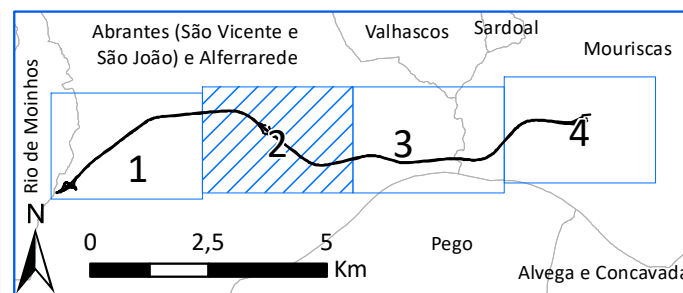 Abrantes (São Vicente e
São João) e Alferrarede
Valhascos
Sardoal
Mouriscas
Rio de Moinhos
1
2
3
4
N
0 2,5 5
Km
Pego
Alvega e Concavada